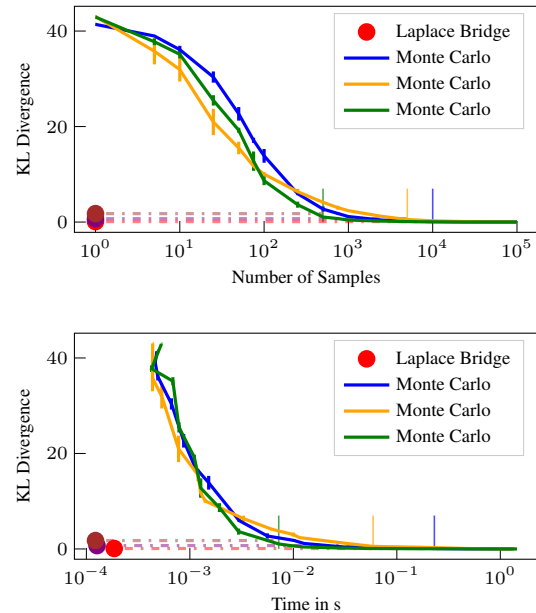 40
20
0
KL Divergence
Laplace Bridge
Monte Carlo
Monte Carlo
Monte Carlo
10^0
10^1
10^2
10^3
10^4
10^5
Number of Samples
40
20
0
KL Divergence
Laplace Bridge
Monte Carlo
Monte Carlo
Monte Carlo
10^−4
10^−3
10^−2
10^−1
10^0
Time in s